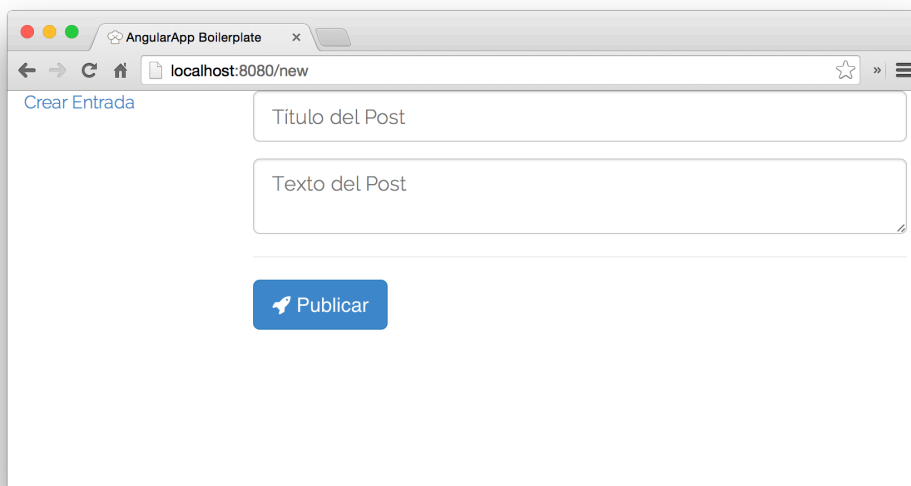 AngularApp Boilerplate
localhost:8080/new
Crear Entrada
Título del Post
Texto del Post
Publicar